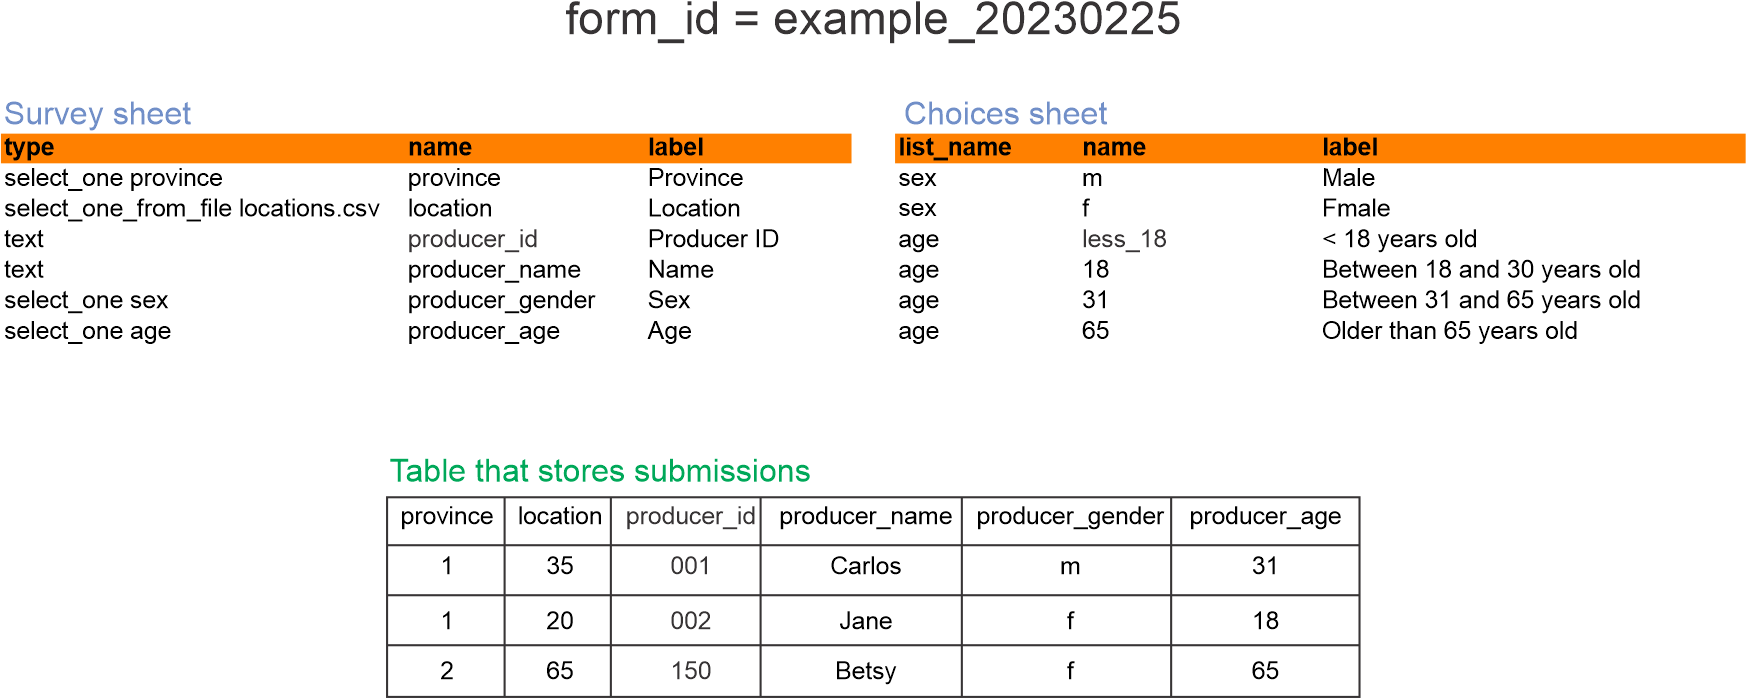 form_id = example_20230225
Survey sheet
type name label
select_one province province Province
select_one_from_file locations.csv location Location
text producer_id Producer ID
text producer_name Name
select_one sex producer_gender Sex
select_one age producer_age Age
Choices sheet
list_name name label
sex m Male
sex f Fmale
age less_18 < 18 years old
age 18 Between 18 and 30 years old
age 31 Between 31 and 65 years old
age 65 Older than 65 years old
Table that stores submissions
province location producer_id producer_name producer_gender producer_age
1 35 001 Carlos m 31
1 20 002 Jane f 18
2 65 150 Betsy f 65